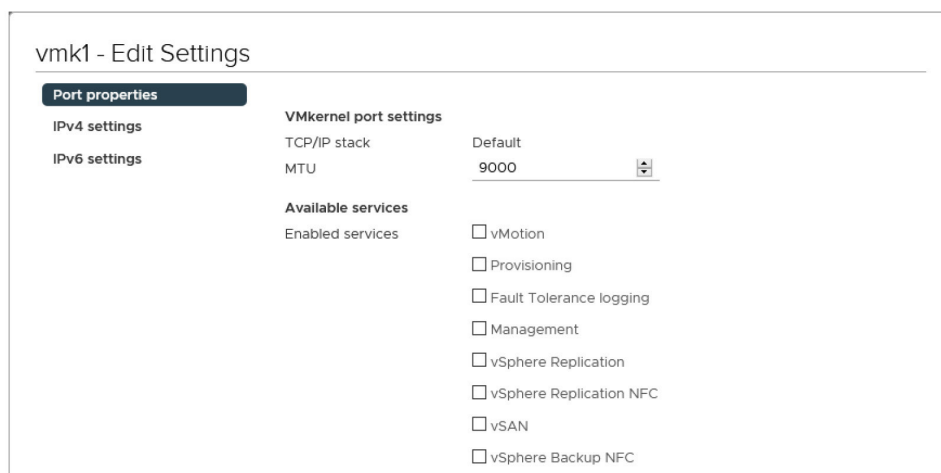 vmk1 - Edit Settings
Port properties
IPv4 settings
IPv6 settings
VMkernel port settings
TCP/IP stack Default
MTU 9000
Available services
Enabled services vMotion
Provisioning
Fault Tolerance logging
Management
vSphere Replication
vSphere Replication NFC
vSAN
vSphere Backup NFC